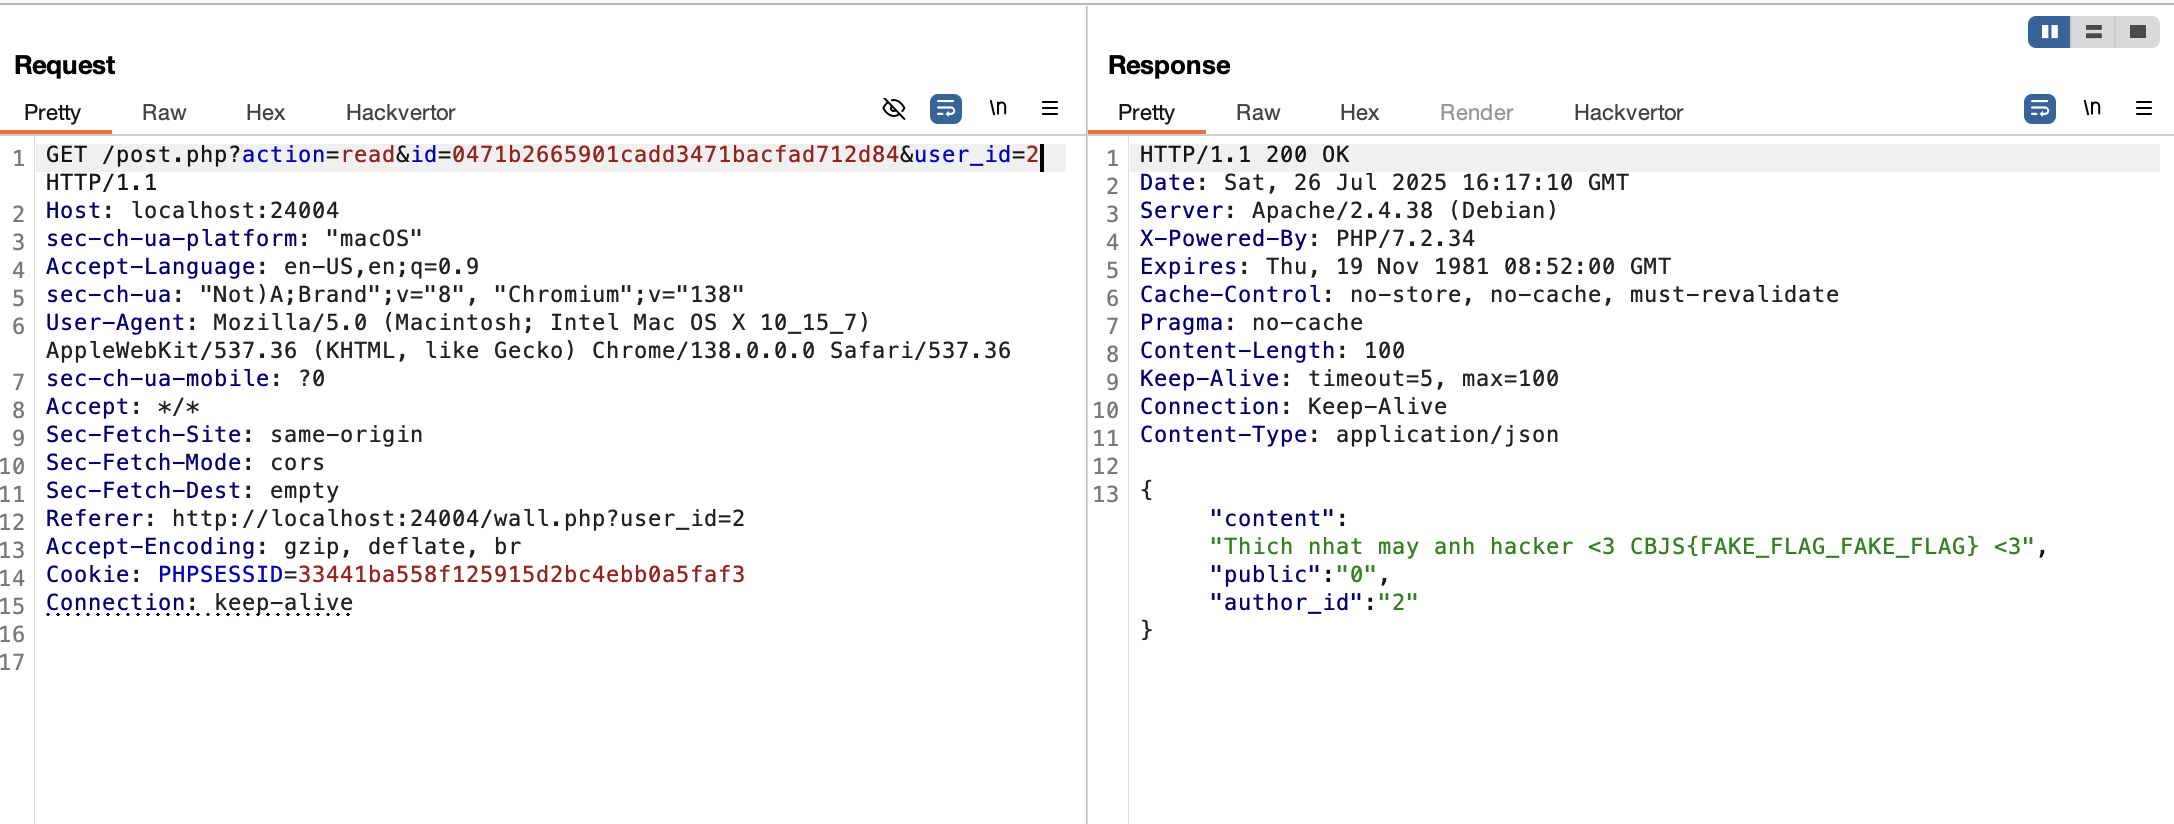 Request
Pretty Raw Hex Hackvertor \n
1 GET /post.php?action=read&id=0471b2665901cadd3471bacfad712d84&user_id=2
HTTP/1.1
2 Host: localhost:24004
3 sec-ch-ua-platform: "macOS"
4 Accept-Language: en-US,en;q=0.9
5 sec-ch-ua: "Not)A;Brand";v="8", "Chromium";v="138"
6 User-Agent: Mozilla/5.0 (Macintosh; Intel Mac OS X 10_15_7)
AppleWebKit/537.36 (KHTML, like Gecko) Chrome/138.0.0.0 Safari/537.36
7 sec-ch-ua-mobile: ?0
8 Accept: */*
9 Sec-Fetch-Site: same-origin
10 Sec-Fetch-Mode: cors
11 Sec-Fetch-Dest: empty
12 Referer: http://localhost:24004/wall.php?user_id=2
13 Accept-Encoding: gzip, deflate, br
14 Cookie: PHPSESSID=33441ba558f125915d2bc4ebb0a5faf3
15 Connection: keep-alive
16
17
Response
Pretty Raw Hex Render Hackvertor \n
1 HTTP/1.1 200 OK
2 Date: Sat, 26 Jul 2025 16:17:10 GMT
3 Server: Apache/2.4.38 (Debian)
4 X-Powered-By: PHP/7.2.34
5 Expires: Thu, 19 Nov 1981 08:52:00 GMT
6 Cache-Control: no-store, no-cache, must-revalidate
7 Pragma: no-cache
8 Content-Length: 100
9 Keep-Alive: timeout=5, max=100
10 Connection: Keep-Alive
11 Content-Type: application/json
12
13 {
"content":
"Thich nhat may anh hacker <3 CBJS{FAKE_FLAG_FAKE_FLAG} <3",
"public":"0",
"author_id":"2"
}